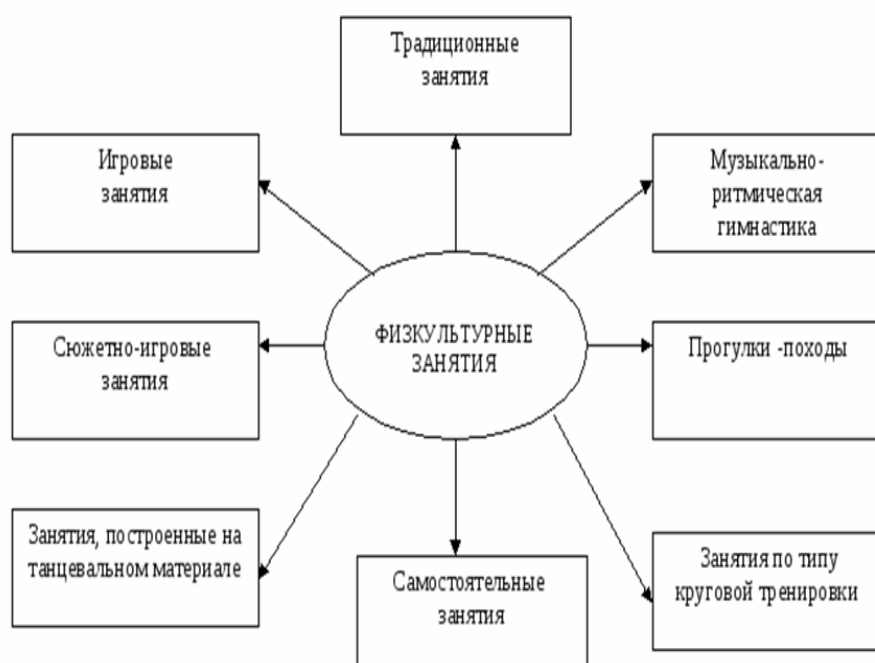 Традиционные
занятия
Игровые
занятия
Музыкально-
ритмическая
гимнастика
Сюжетно-игровые
занятия
ФИЗКУЛЬТУРНЫЕ
ЗАНЯТИЯ
Прогулки -походы
Занятия, построенные на
танцевальном материале
Самостоятельные
занятия
Занятия по типу
круговой тренировки